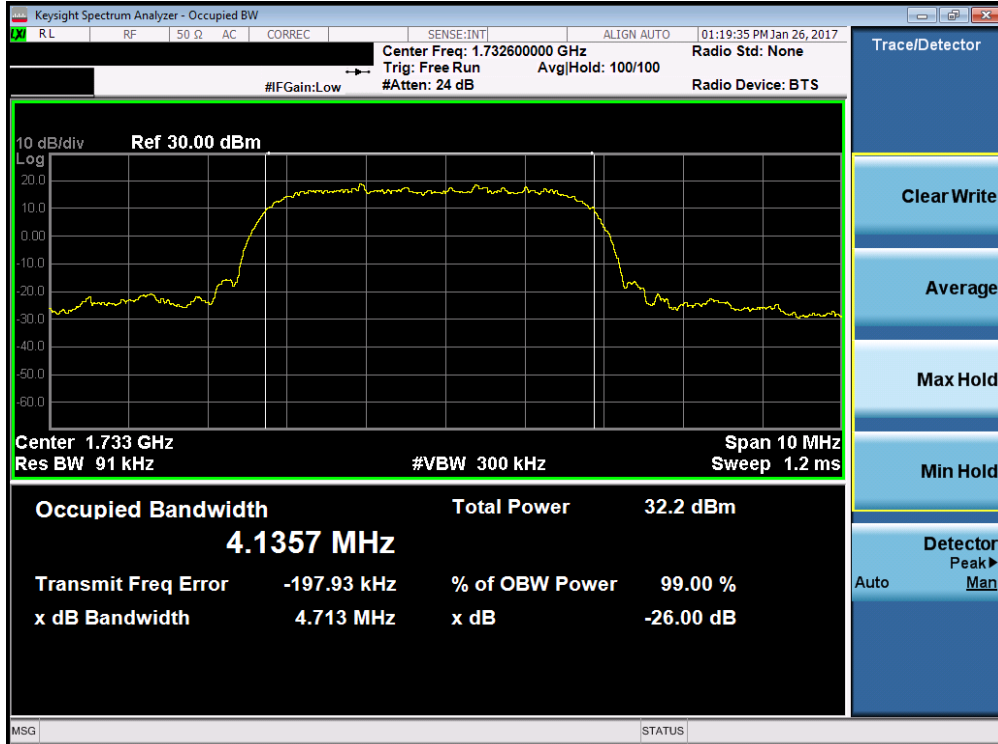 Keysight Spectrum Analyzer - Occupied BW
LXI RL RF 50 Ω AC CORREC SENSE:INT ALIGN AUTO 01:19:35 PM Jan 26, 2017
Center Freq: 1.732600000 GHz Radio Std: None
Trig: Free Run Avg|Hold: 100/100
#IFGain:Low #Atten: 24 dB Radio Device: BTS
10 dB/div Ref 30.00 dBm
Log
20.0
10.0
0.00
-10.0
-20.0
-30.0
-40.0
-50.0
-60.0
Center 1.733 GHz Span 10 MHz
Res BW 91 kHz #VBW 300 kHz Sweep 1.2 ms
Occupied Bandwidth Total Power 32.2 dBm
4.1357 MHz
Transmit Freq Error -197.93 kHz % of OBW Power 99.00 %
x dB Bandwidth 4.713 MHz x dB -26.00 dB
MSG STATUS
Trace/Detector
Clear Write
Average
Max Hold
Min Hold
Detector
Peak▶
Auto Man